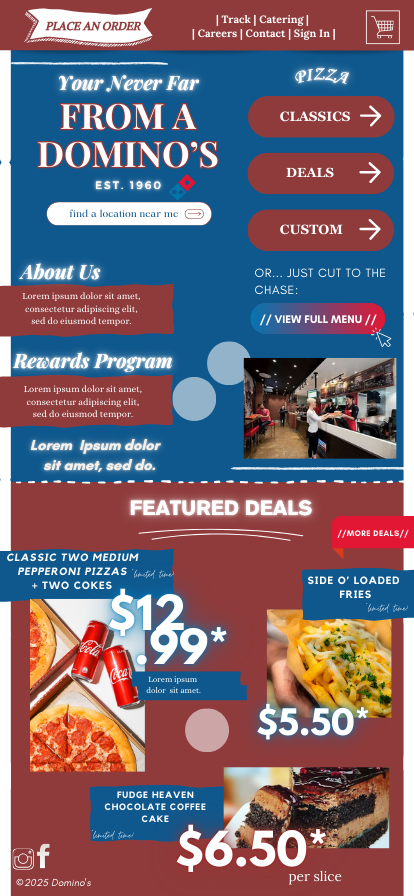 PLACE AN ORDER
| Track | Catering |
| Careers | Contact | Sign In |
Your Never Far
FROM A
DOMINO'S
EST. 1960
find a location near me
PIZZA
CLASSICS
DEALS
CUSTOM
OR... JUST CUT TO THE
CHASE:
// VIEW FULL MENU //
About Us
Lorem ipsum dolor sit amet,
consectetur adipiscing elit,
sed do eiusmod tempor.
Rewards Program
Lorem ipsum dolor sit amet,
consectetur adipiscing elit,
sed do eiusmod tempor.
Lorem Ipsum dolor
sit amet, sed do.
FEATURED DEALS
//MORE DEALS//
CLASSIC TWO MEDIUM
PEPPERONI PIZZAS
+ TWO COKES
*limited time!
$12
.99*
Lorem ipsum
dolor sit amet.
Coca-Cola
Coca-Cola
SIDE O' LOADED
FRIES
*limited time!
$5.50*
FUDGE HEAVEN
CHOCOLATE COFFEE
CAKE
*limited time!
$6.50*
per slice
©2025 Domino's